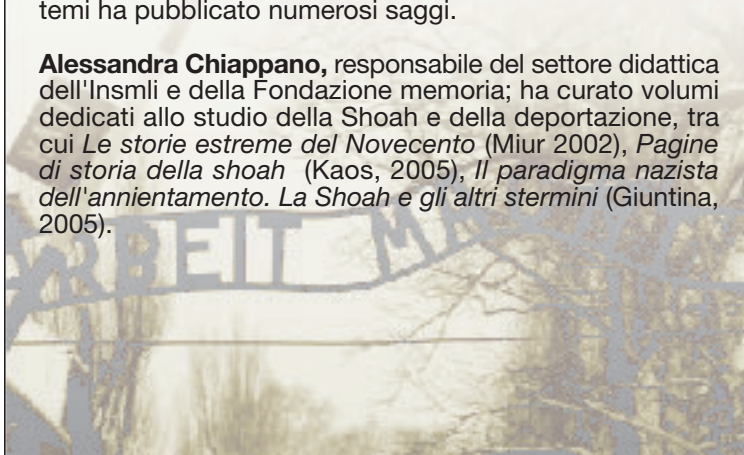 temi ha pubblicato numerosi saggi.
Alessandra Chiappano, responsabile del settore didattica
dell'Insmli e della Fondazione memoria; ha curato volumi
dedicati allo studio della Shoah e della deportazione, tra
cui Le storie estreme del Novecento (Miur 2002), Pagine
di storia della shoah (Kaos, 2005), Il paradigma nazista
dell'annientamento. La Shoah e gli altri stermini (Giuntina,
2005).
ARBEIT MA